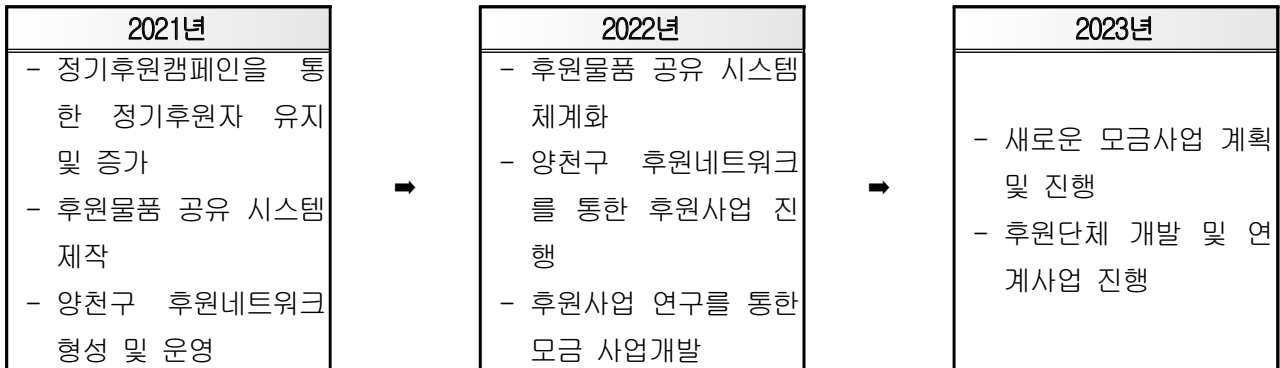 2021년
- 정기후원캠페인을 통
한 정기후원자 유지
및 증가
- 후원물품 공유 시스템
제작
- 양천구 후원네트워크
형성 및 운영
➡
2022년
- 후원물품 공유 시스템
체계화
- 양천구 후원네트워크
를 통한 후원사업 진
행
- 후원사업 연구를 통한
모금 사업개발
➡
2023년
- 새로운 모금사업 계획
및 진행
- 후원단체 개발 및 연
계사업 진행